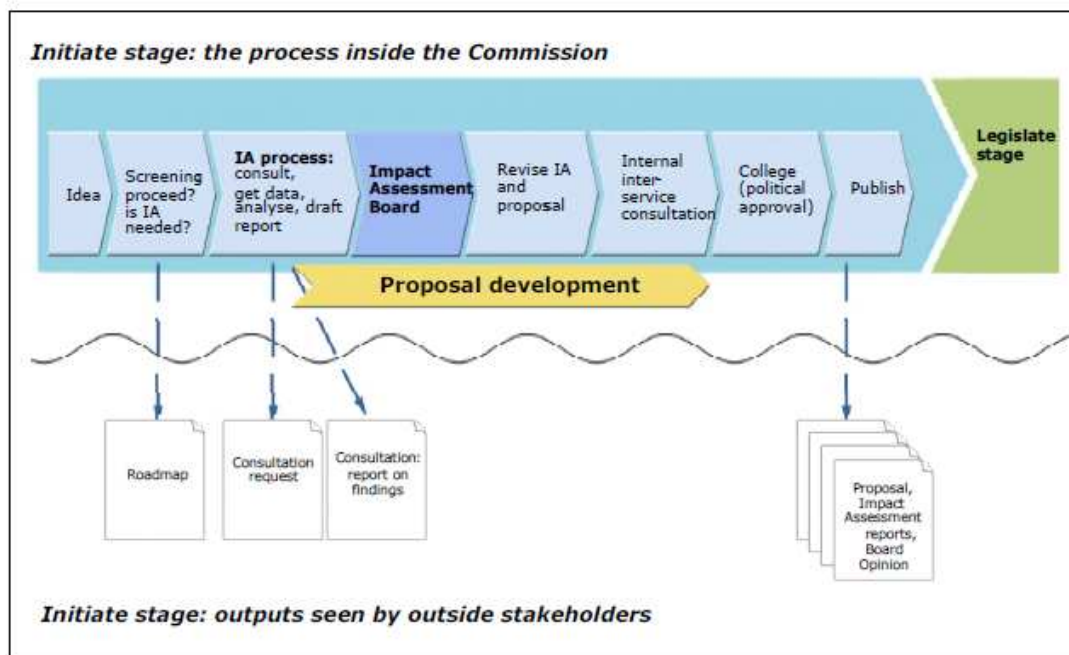 Initiate stage: the process inside the Commission
Idea
Screening
proceed?
is IA
needed?
IA process:
consult,
get data,
analyse, draft
report
Impact
Assessment
Board
Revise IA
and
proposal
Internal
inter-
service
consultation
College
(political
approval)
Publish
Legislate
stage
Proposal development
Roadmap
Consultation
request
Consultation:
report on
findings
Proposal,
Impact
Assessment
reports,
Board
Opinion
Initiate stage: outputs seen by outside stakeholders